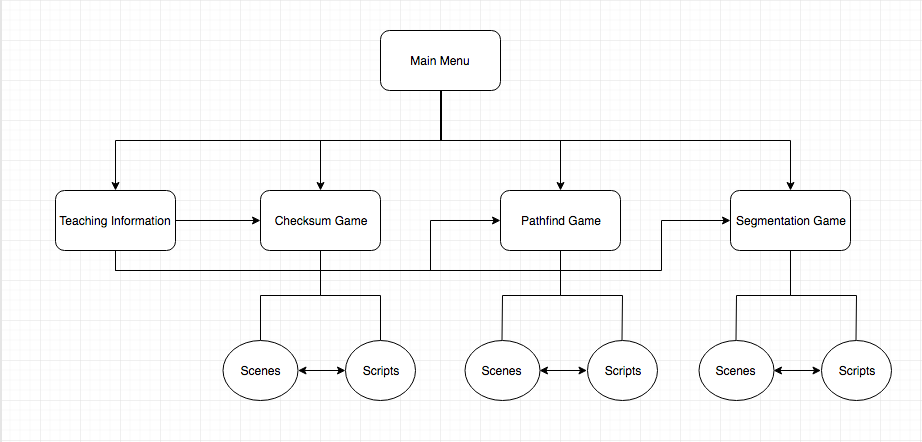 Main Menu
Teaching Information
Checksum Game
Pathfind Game
Segmentation Game
Scenes
Scripts
Scenes
Scripts
Scenes
Scripts